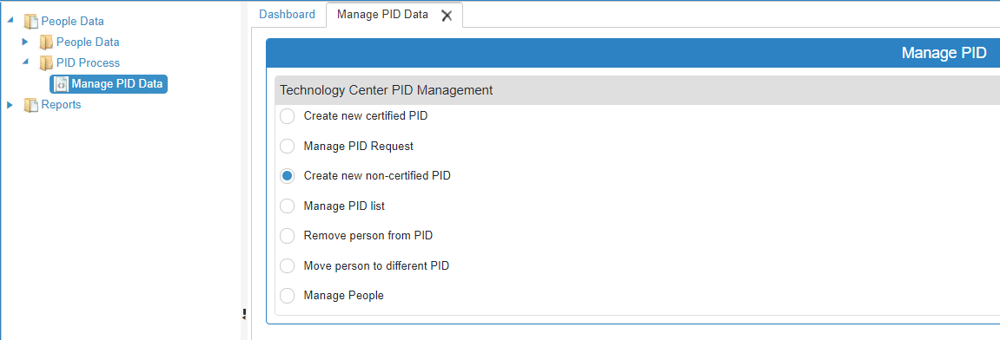 People Data
People Data
PID Process
Manage PID Data
Reports
Dashboard
Manage PID Data
Manage PID
Technology Center PID Management
Create new certified PID
Manage PID Request
Create new non-certified PID
Manage PID list
Remove person from PID
Move person to different PID
Manage People